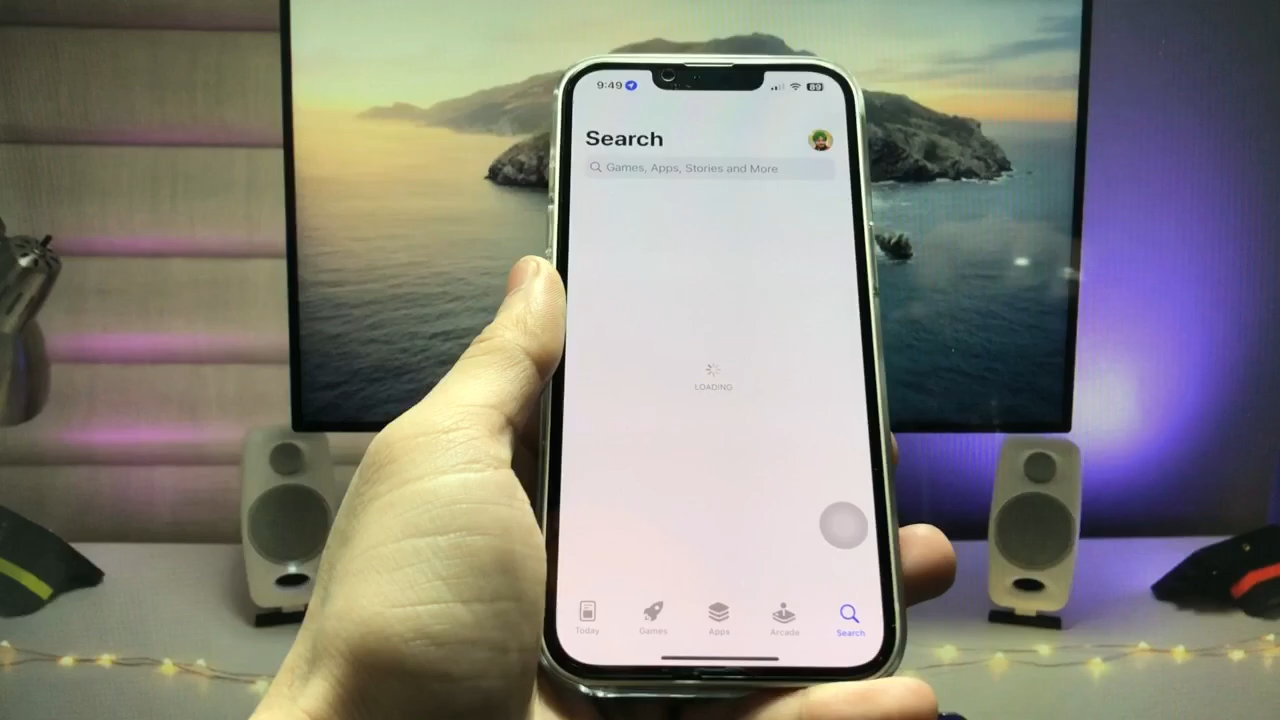 9:49
89
Search
Games, Apps, Stories and More
LOADING
Today Games Apps Arcade Search